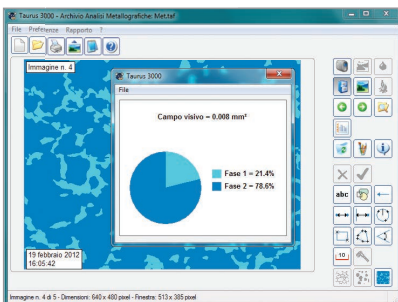 Taurus 3000 - Archivio Analisi Metallografiche: Met.taf
File Preferenze Rapporto ?
Immagine n. 4
Taurus 3000
File
Campo visivo = 0.008 mm²
Fase 1 = 21.4%
Fase 2 = 78.6%
abc
10
19 febbraio 2012
16:05:42
Immagine n. 4 di 5 - Dimensioni: 640 x 480 pixel - Finestra: 513 x 385 pixel